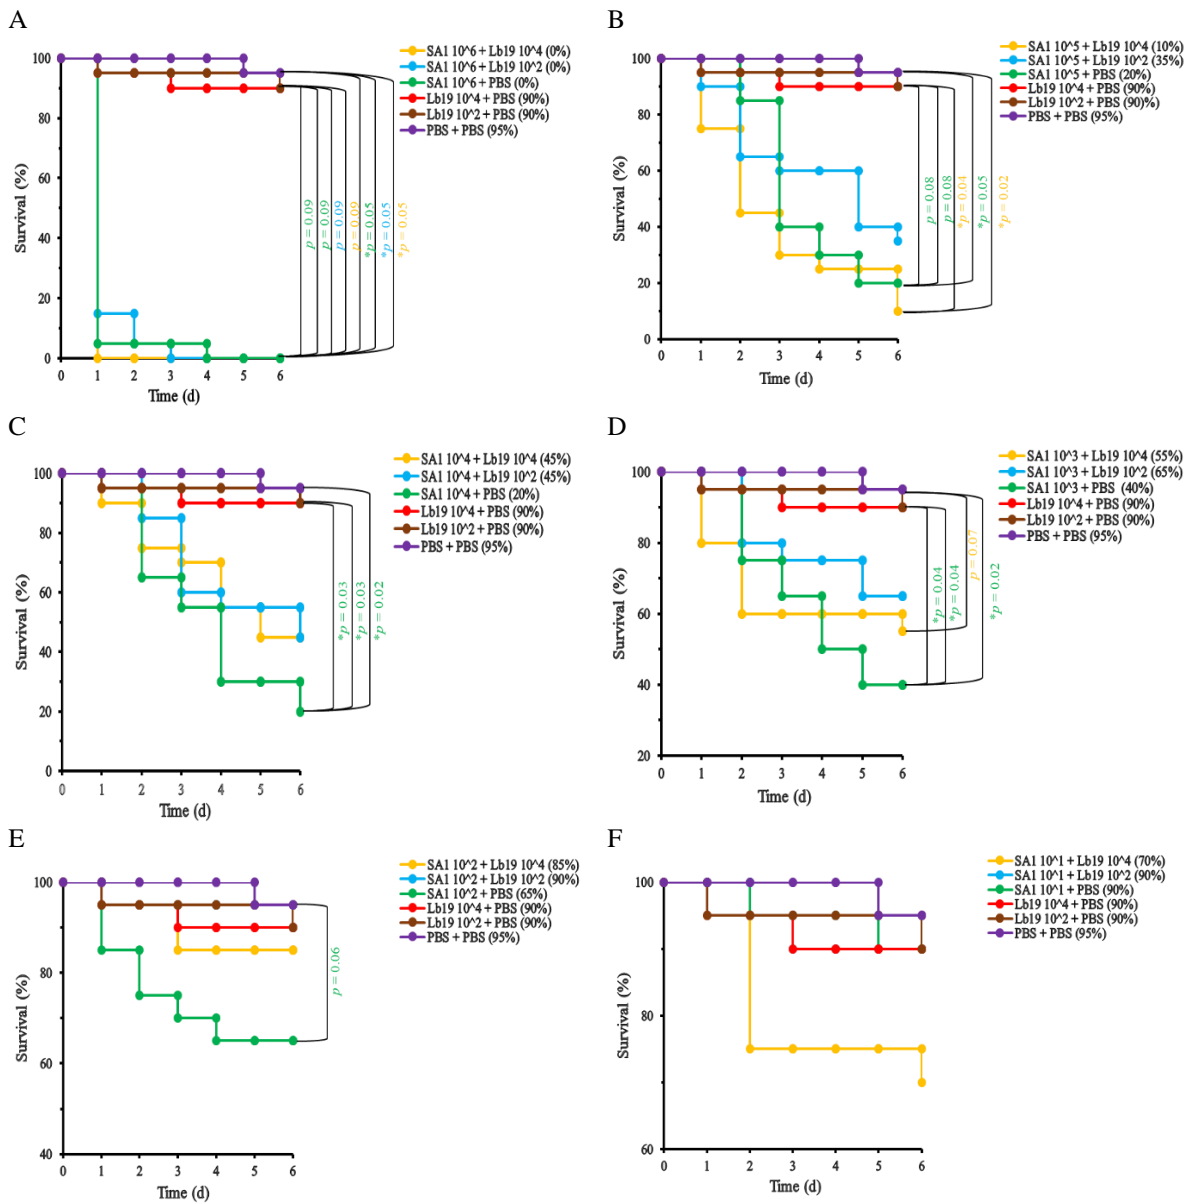 A
SA1 10^6 + Lb19 10^4 (0%)
SA1 10^6 + Lb19 10^2 (0%)
SA1 10^6 + PBS (0%)
Lb19 10^4 + PBS (90%)
Lb19 10^2 + PBS (90%)
PBS + PBS (95%)
100
80
60
40
20
0
Survival (%)
p = 0.09
p = 0.09
p = 0.09
p = 0.09
*p = 0.05
*p = 0.05
*p = 0.05
0 1 2 3 4 5 6
Time (d)
B
SA1 10^5 + Lb19 10^4 (10%)
SA1 10^5 + Lb19 10^2 (35%)
SA1 10^5 + PBS (20%)
Lb19 10^4 + PBS (90%)
Lb19 10^2 + PBS (90)%)
PBS + PBS (95%)
100
80
60
40
20
0
Survival (%)
p = 0.08
p = 0.08
*p = 0.04
*p = 0.05
*p = 0.02
0 1 2 3 4 5 6
Time (d)
C
SA1 10^4 + Lb19 10^4 (45%)
SA1 10^4 + Lb19 10^2 (45%)
SA1 10^4 + PBS (20%)
Lb19 10^4 + PBS (90%)
Lb19 10^2 + PBS (90%)
PBS + PBS (95%)
100
80
60
40
20
0
Survival (%)
*p = 0.03
*p = 0.03
*p = 0.02
0 1 2 3 4 5 6
Time (d)
D
SA1 10^3 + Lb19 10^4 (55%)
SA1 10^3 + Lb19 10^2 (65%)
SA1 10^3 + PBS (40%)
Lb19 10^4 + PBS (90%)
Lb19 10^2 + PBS (90%)
PBS + PBS (95%)
100
80
60
40
20
Survival (%)
*p = 0.04
*p = 0.04
p = 0.07
*p = 0.02
0 1 2 3 4 5 6
Time (d)
E
SA1 10^2 + Lb19 10^4 (85%)
SA1 10^2 + Lb19 10^2 (90%)
SA1 10^2 + PBS (65%)
Lb19 10^4 + PBS (90%)
Lb19 10^2 + PBS (90%)
PBS + PBS (95%)
100
80
60
40
Survival (%)
p = 0.06
0 1 2 3 4 5 6
Time (d)
F
SA1 10^1 + Lb19 10^4 (70%)
SA1 10^1 + Lb19 10^2 (90%)
SA1 10^1 + PBS (90%)
Lb19 10^4 + PBS (90%)
Lb19 10^2 + PBS (90%)
PBS + PBS (95%)
100
80
60
Survival (%)
0 1 2 3 4 5 6
Time (d)